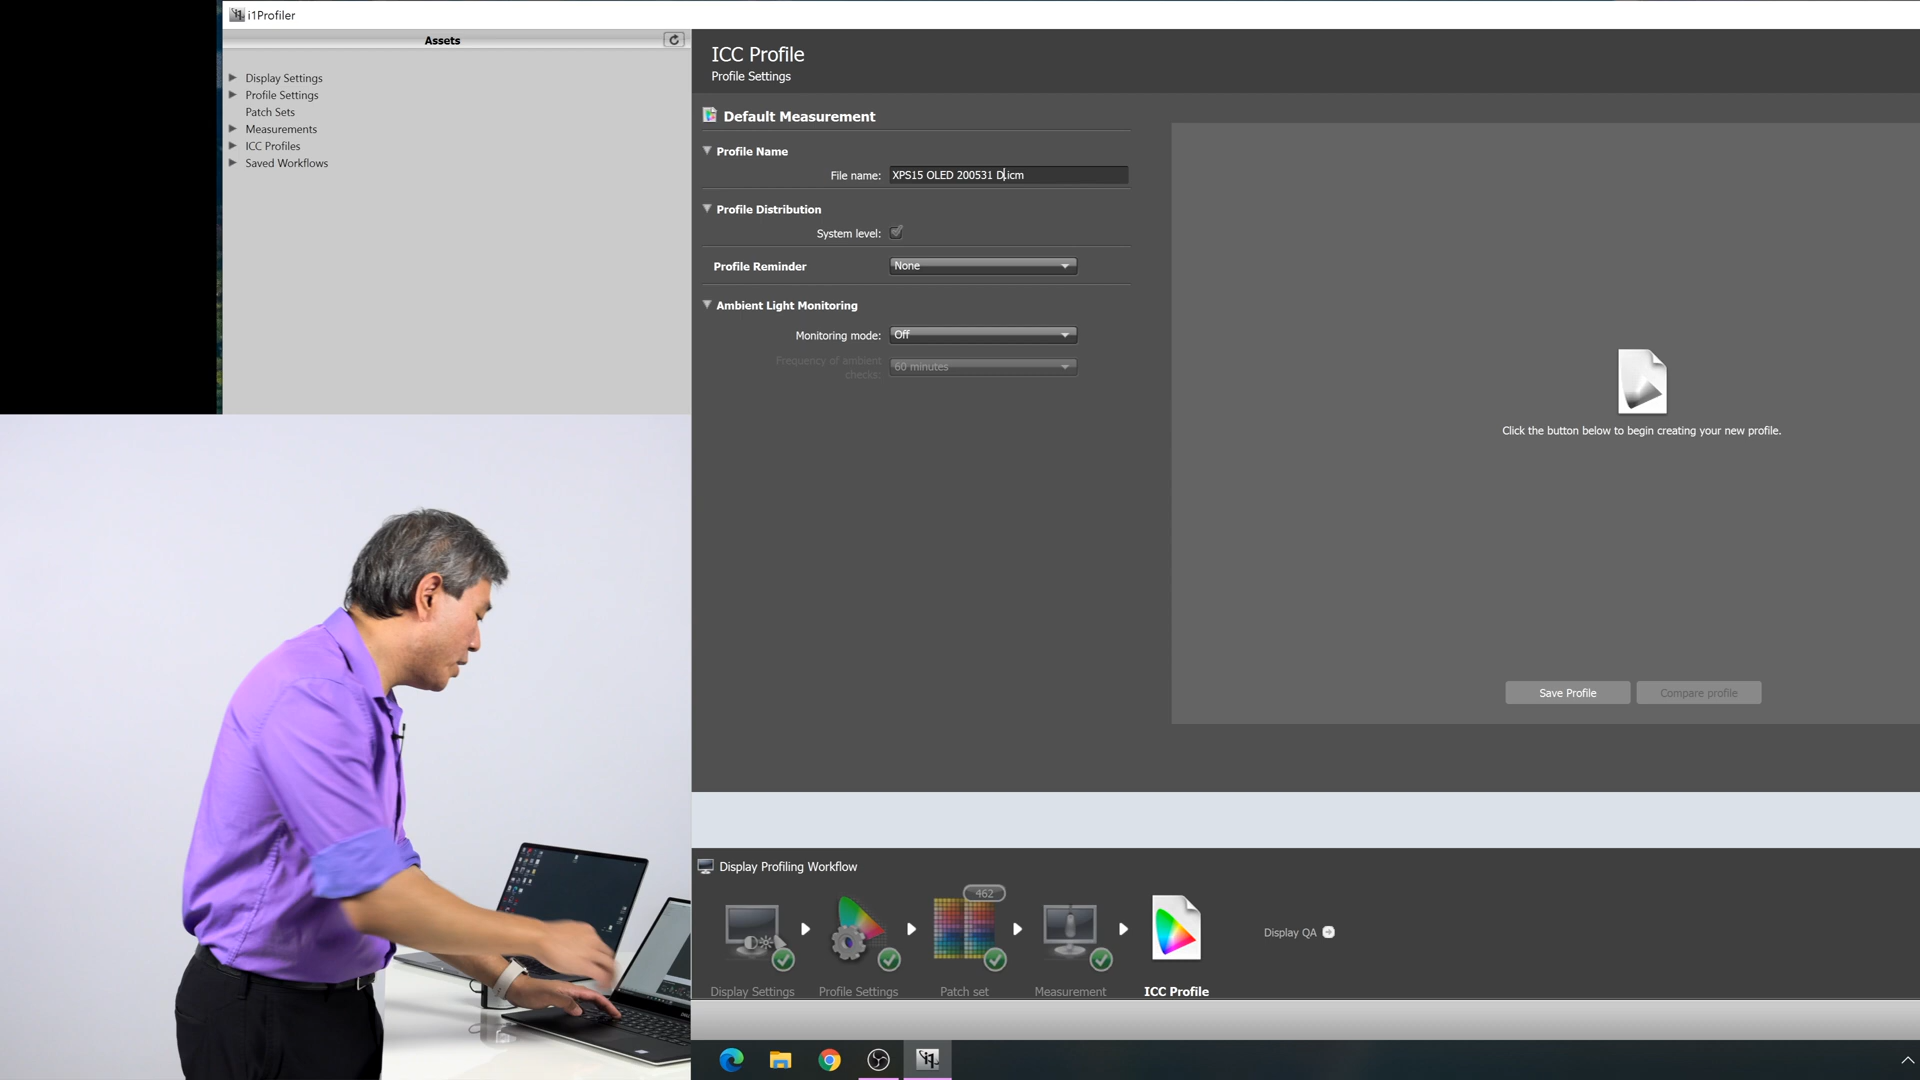 i1Profiler
Assets
Display Settings
Profile Settings
Patch Sets
Measurements
ICC Profiles
Saved Workflows
ICC Profile
Profile Settings
Default Measurement
Profile Name
File name: XPS15 OLED 200531 D.icm
Profile Distribution
System level:
Profile Reminder None
Ambient Light Monitoring
Monitoring mode: Off
Frequency of ambient
checks: 60 minutes
Click the button below to begin creating your new profile.
Save Profile Compare profile
Display Profiling Workflow
462
Display QA
Display Settings Profile Settings Patch set Measurement ICC Profile